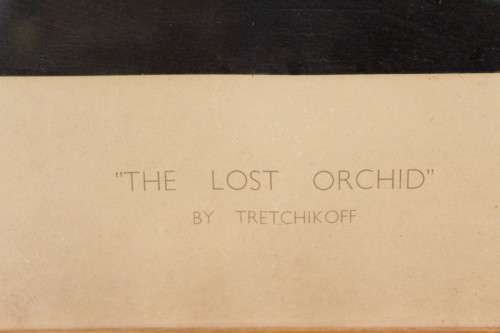 "THE LOST ORCHID"
BY TRETCHIKOFF